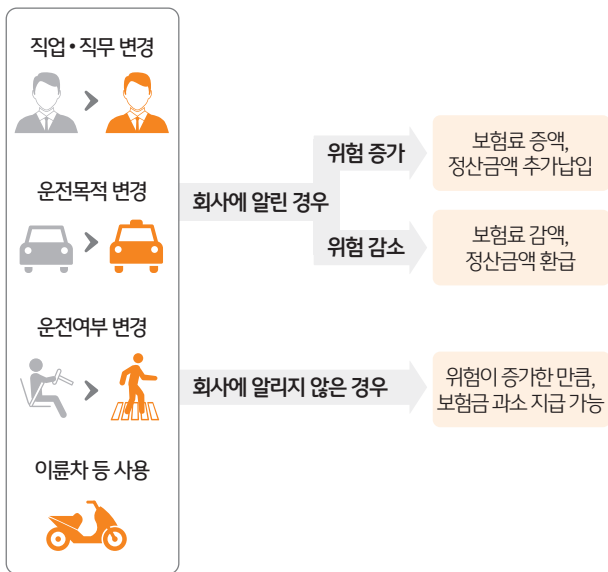 직업•직무 변경
운전목적 변경
운전여부 변경
이륜차 등 사용
회사에 알린 경우
위험 증가
보험료 증액,
정산금액 추가납입
위험 감소
보험료 감액,
정산금액 환급
회사에 알리지 않은 경우
위험이 증가한 만큼,
보험금 과소 지급 가능